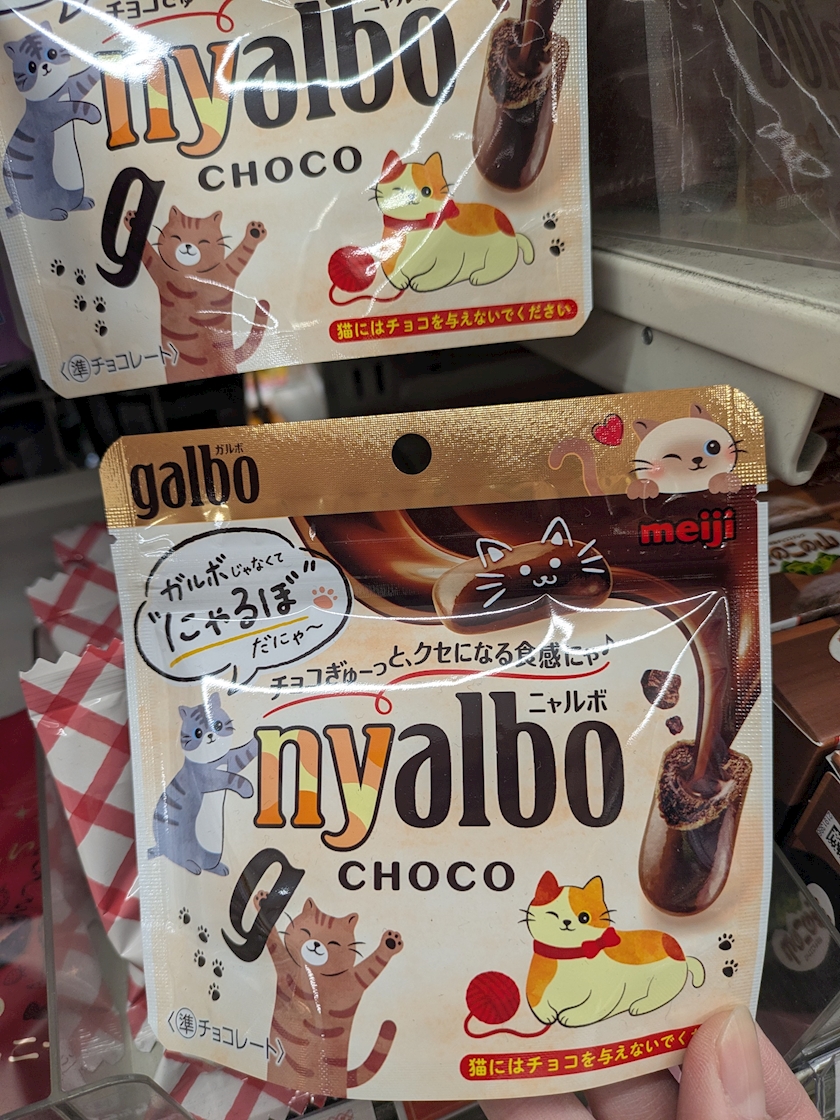 チョコぎゅ
ニャルボ
nyalbo
CHOCO
g
猫にはチョコを与えないでください
〈準チョコレート〉
ガルボ
galbo
meiji
ガルボじゃなくて
"にゃるぼ"
だにゃ〜
チョコぎゅーっと、クセになる食感にゃ♪
ニャルボ
nyalbo
CHOCO
g
〈準チョコレート〉
猫にはチョコを与えないでくだ